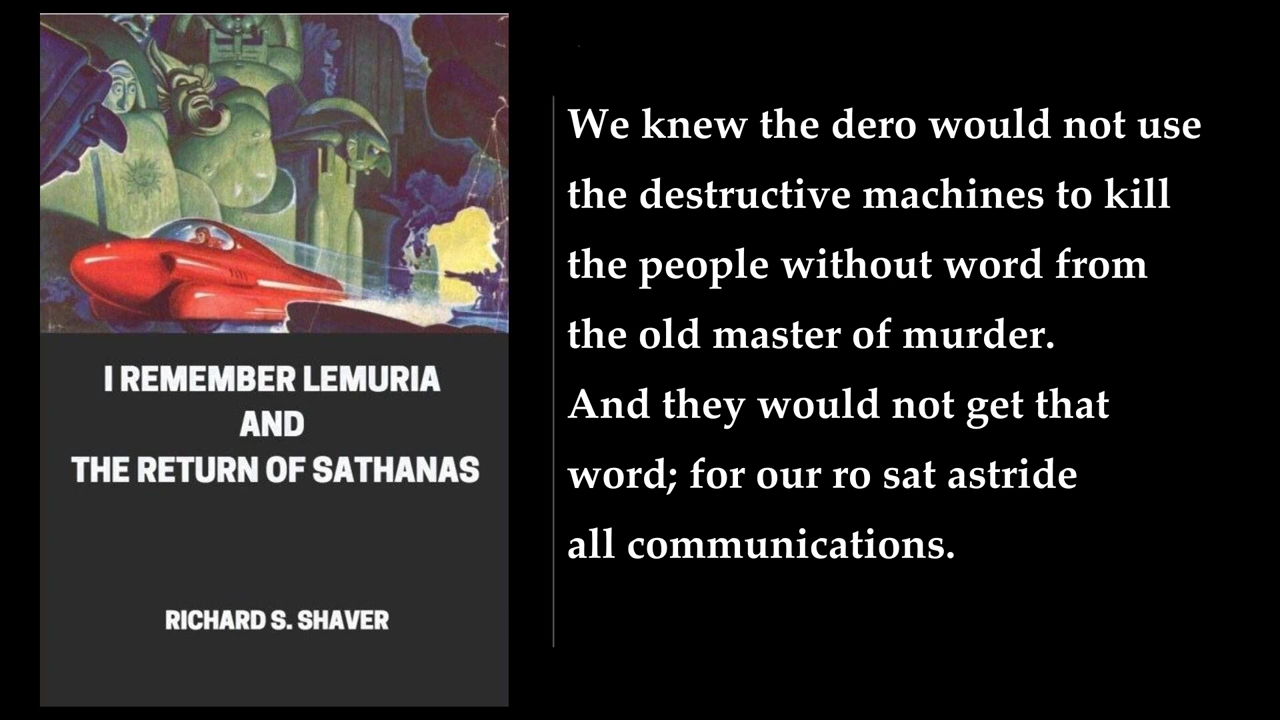 I REMEMBER LEMURIA
AND
THE RETURN OF SATHANAS
RICHARD S. SHAVER
We knew the dero would not use
the destructive machines to kill
the people without word from
the old master of murder.
And they would not get that
word; for our ro sat astride
all communications.